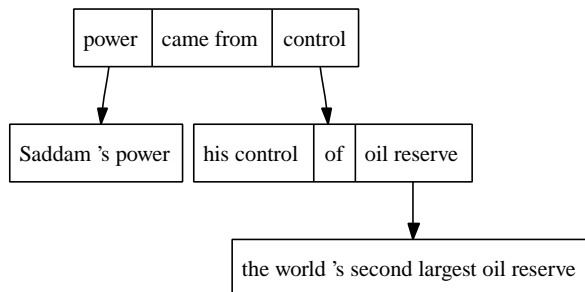 power came from control
Saddam 's power
his control of oil reserve
the world 's second largest oil reserve